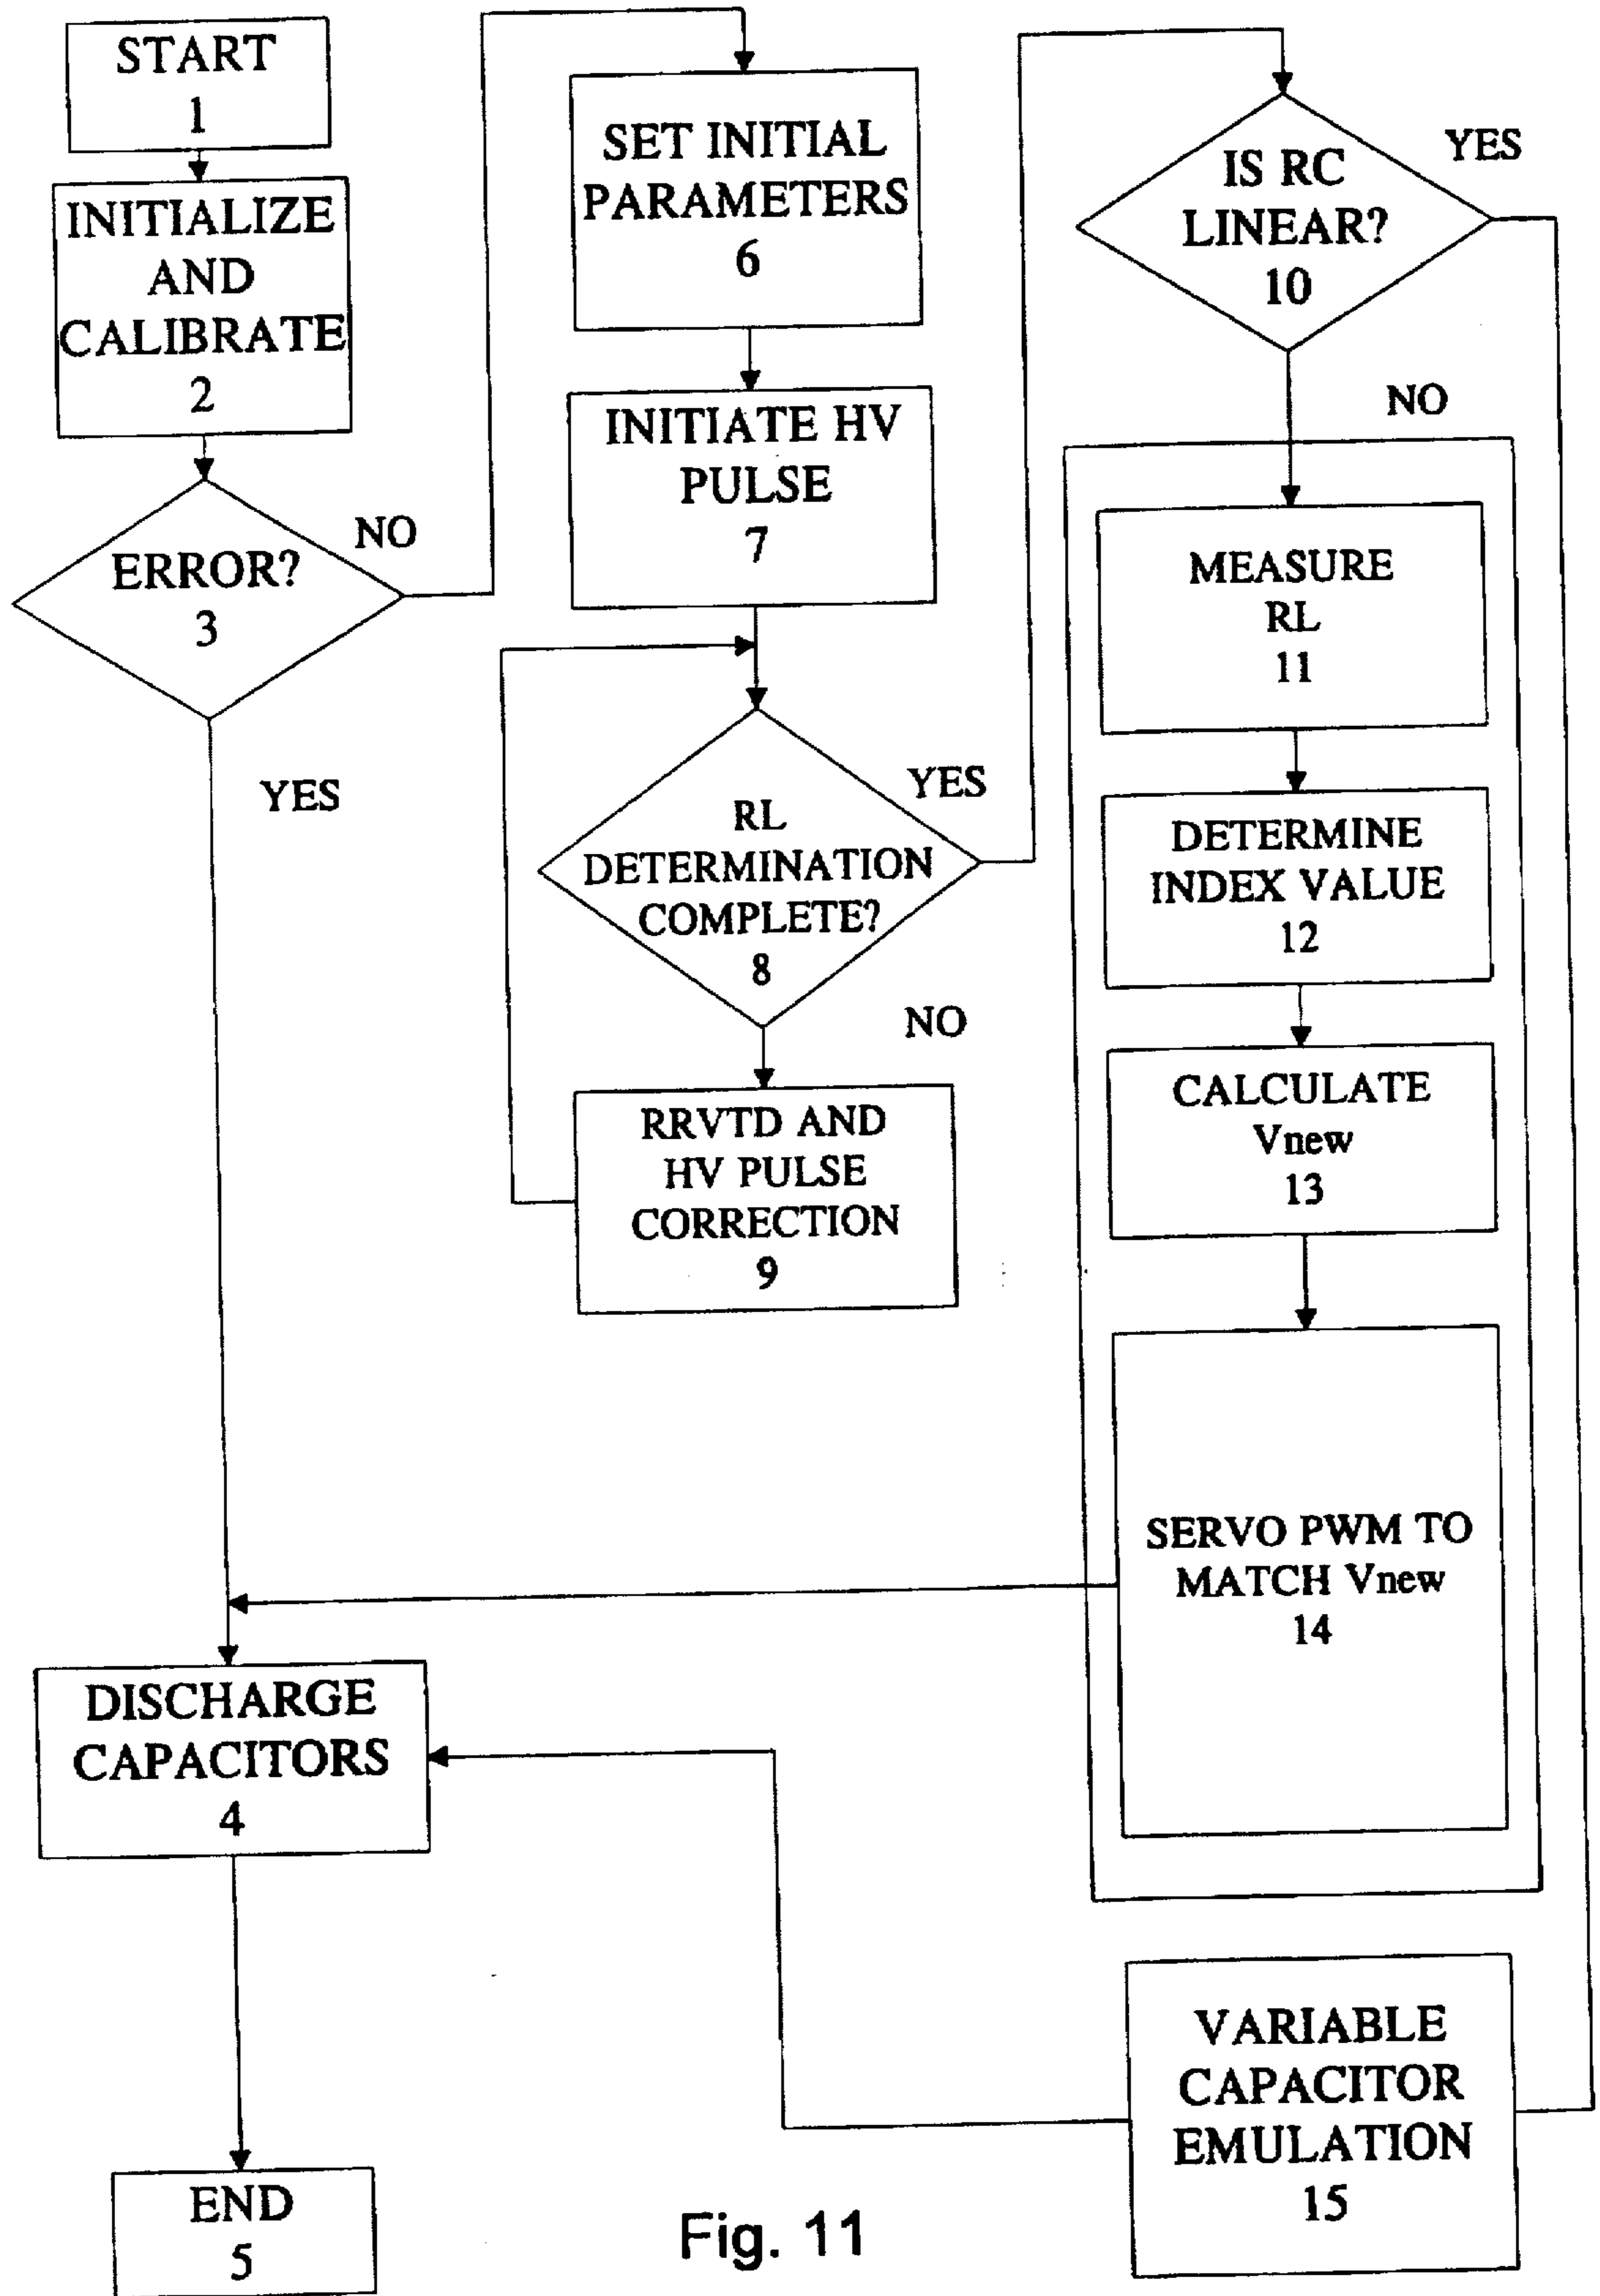 START
1
INITIALIZE
AND
CALIBRATE
2
ERROR?
3
NO
YES
DISCHARGE
CAPACITORS
4
END
5
SET INITIAL
PARAMETERS
6
INITIATE HV
PULSE
7
RL
DETERMINATION
COMPLETE?
8
YES
NO
RRVTD AND
HV PULSE
CORRECTION
9
IS RC
LINEAR?
10
YES
NO
MEASURE
RL
11
DETERMINE
INDEX VALUE
12
CALCULATE
Vnew
13
SERVO PWM TO
MATCH Vnew
14
VARIABLE
CAPACITOR
EMULATION
15
Fig. 11